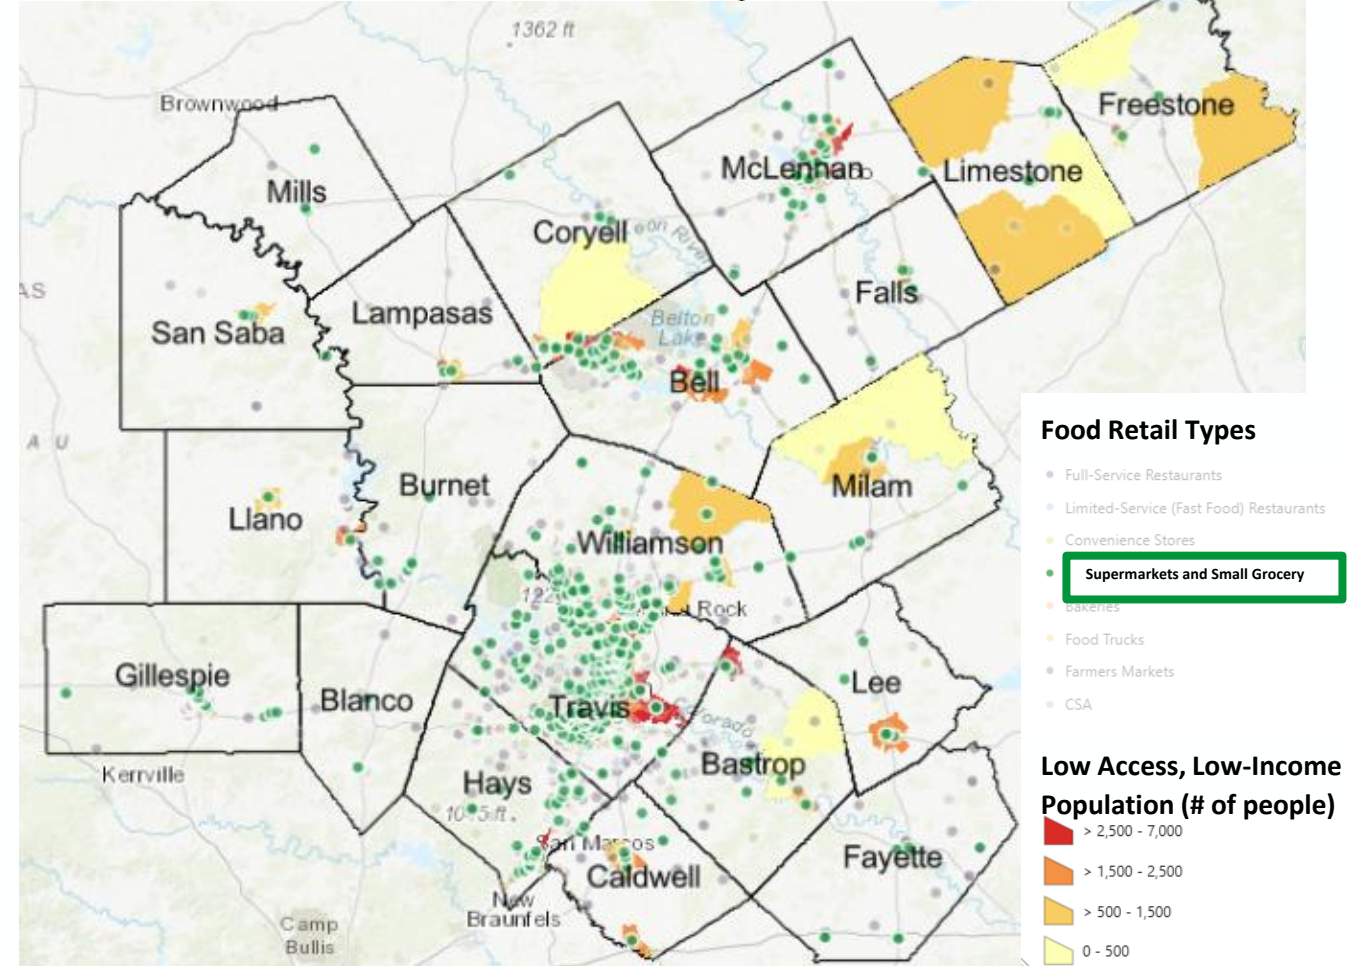 1362 ft
Brownwood
Freestone
McLennan
Limestone
Mills
Coryell
AS
Falls
Lampasas
San Saba
Belton
Lake
Bell
A U
Burnet
Milam
Llano
Williamson
Rock
Gillespie
Blanco
Lee
Travis
Colorado
Bastrop
Kerrville
Hays
San Marcos
Caldwell
Fayette
New
Braunfels
Camp
Bullis
Food Retail Types
Full-Service Restaurants
Limited-Service (Fast Food) Restaurants
Convenience Stores
Supermarkets and Small Grocery
Bakeries
Food Trucks
Farmers Markets
CSA
Low Access, Low-Income
Population (# of people)
> 2,500 - 7,000
> 1,500 - 2,500
> 500 - 1,500
0 - 500